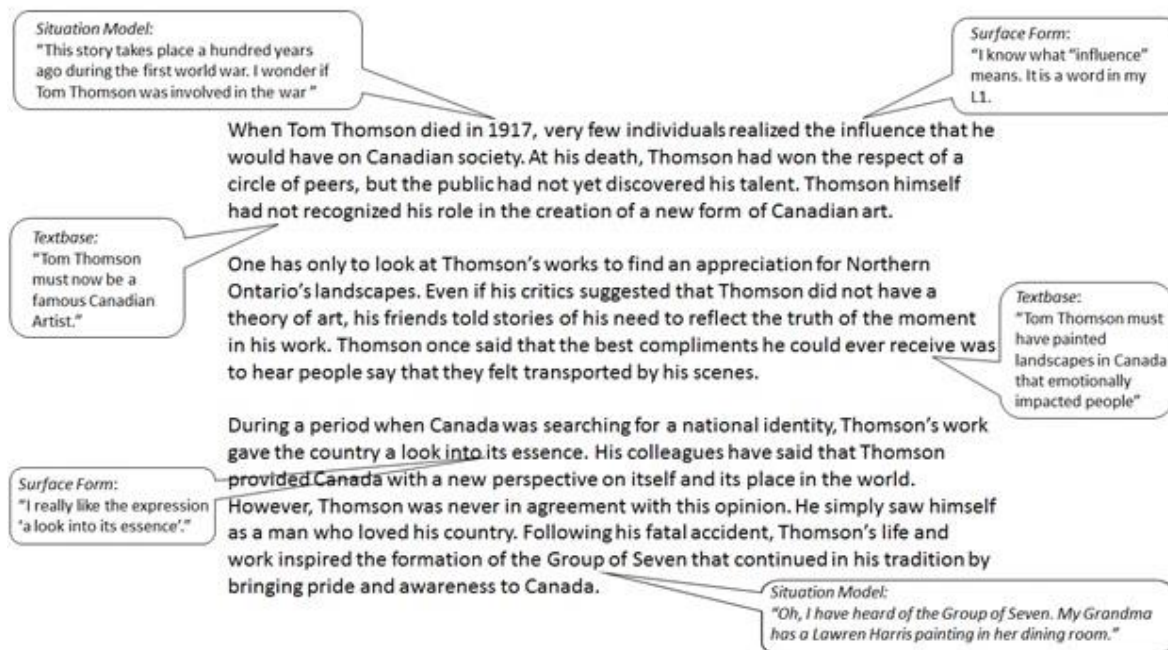 Situation Model:
“This story takes place a hundred years
ago during the first world war. I wonder if
Tom Thomson was involved in the war ”
Surface Form:
“I know what “influence”
means. It is a word in my
L1.
When Tom Thomson died in 1917, very few individuals realized the influence that he
would have on Canadian society. At his death, Thomson had won the respect of a
circle of peers, but the public had not yet discovered his talent. Thomson himself
had not recognized his role in the creation of a new form of Canadian art.
Textbase:
“Tom Thomson
must now be a
famous Canadian
Artist.”
One has only to look at Thomson’s works to find an appreciation for Northern
Ontario’s landscapes. Even if his critics suggested that Thomson did not have a
theory of art, his friends told stories of his need to reflect the truth of the moment
in his work. Thomson once said that the best compliments he could ever receive was
to hear people say that they felt transported by his scenes.
Textbase:
“Tom Thomson must
have painted
landscapes in Canada
that emotionally
impacted people”
During a period when Canada was searching for a national identity, Thomson’s work
gave the country a look into its essence. His colleagues have said that Thomson
provided Canada with a new perspective on itself and its place in the world.
However, Thomson was never in agreement with this opinion. He simply saw himself
as a man who loved his country. Following his fatal accident, Thomson’s life and
work inspired the formation of the Group of Seven that continued in his tradition by
bringing pride and awareness to Canada.
Surface Form:
“I really like the expression
‘a look into its essence’.”
Situation Model:
“Oh, I have heard of the Group of Seven. My Grandma
has a Lawren Harris painting in her dining room.”